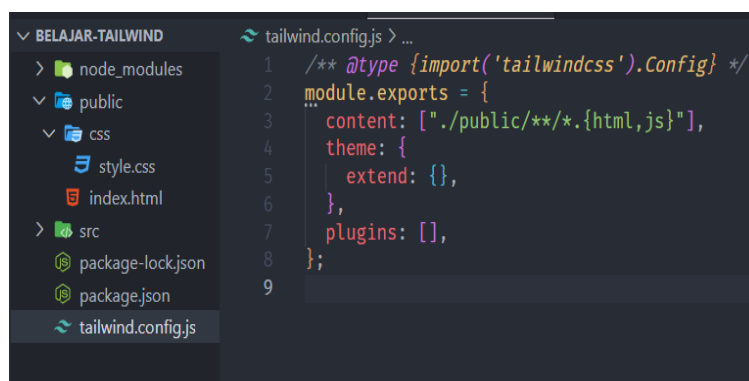 BELAJAR-TAILWIND
node_modules
public
css
style.css
index.html
src
package-lock.json
package.json
tailwind.config.js
tailwind.config.js > ...
1 /** @type {import('tailwindcss').Config} */
2 module.exports = {
3 content: ["./public/**/*.{html,js}"],
4 theme: {
5 extend: {},
6 },
7 plugins: [],
8 };
9